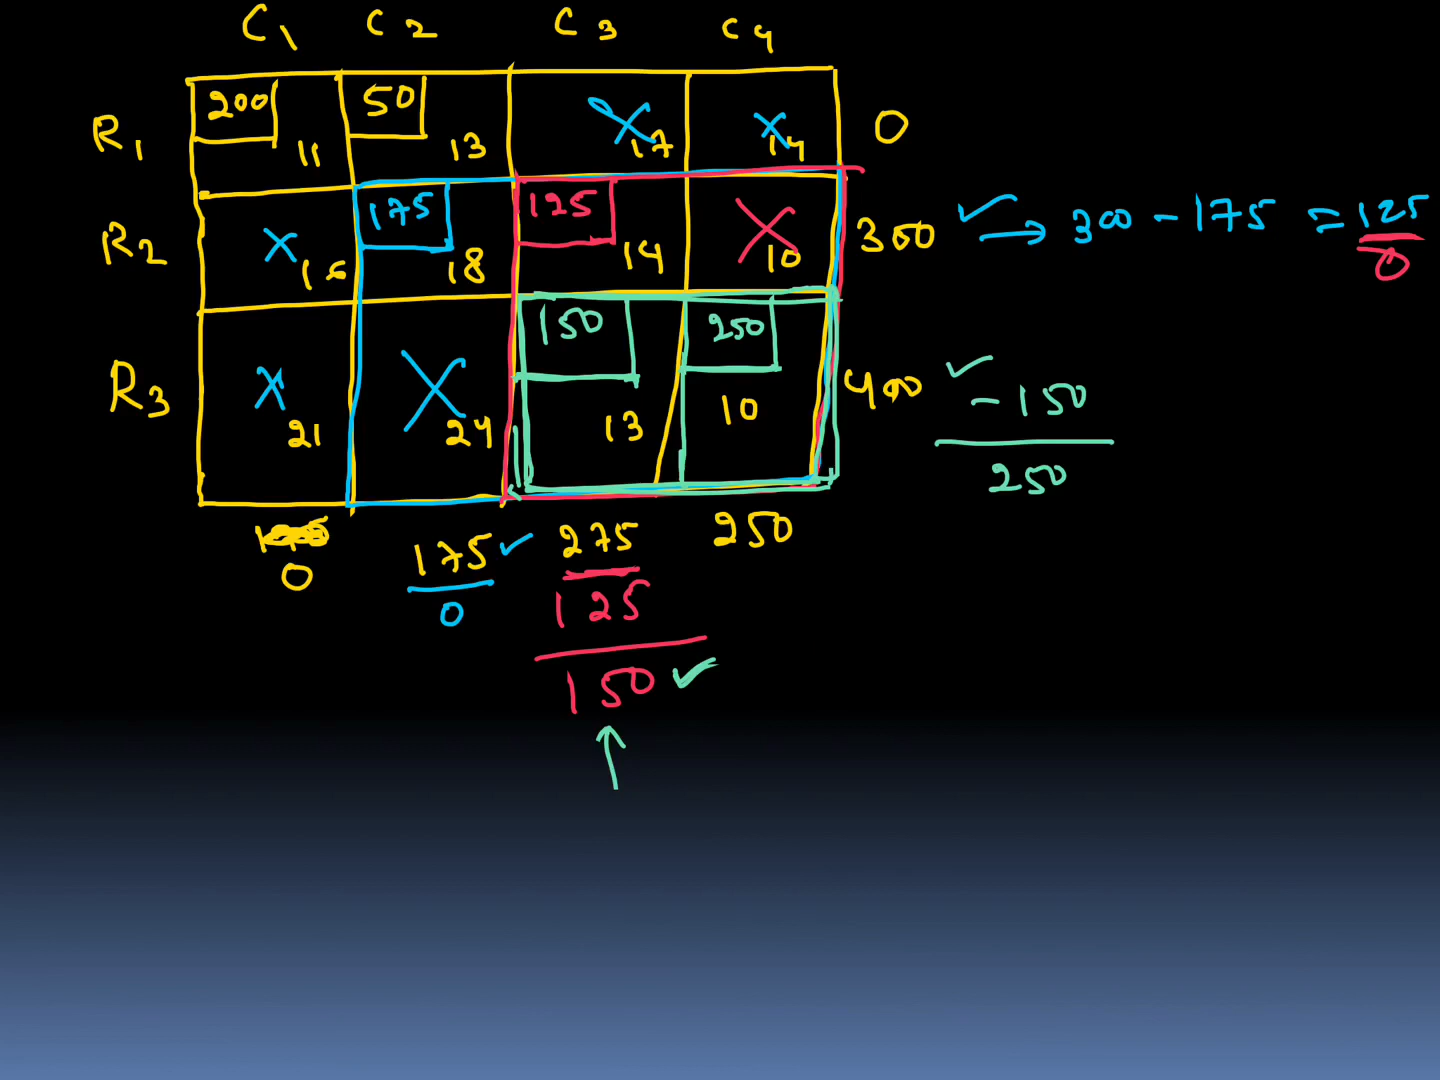 C1 C2 C3 C4
R1 200 11 50 13 X 17 X 14 0
R2 X 16 175 18 125 14 X 10 300 ✓ → 300 - 175 = 125
0
R3 X 21 X 24 150 13 250 10 400 ✓
- 150
250
0 175 ✓ 275 250
0 125
150 ✓
↑